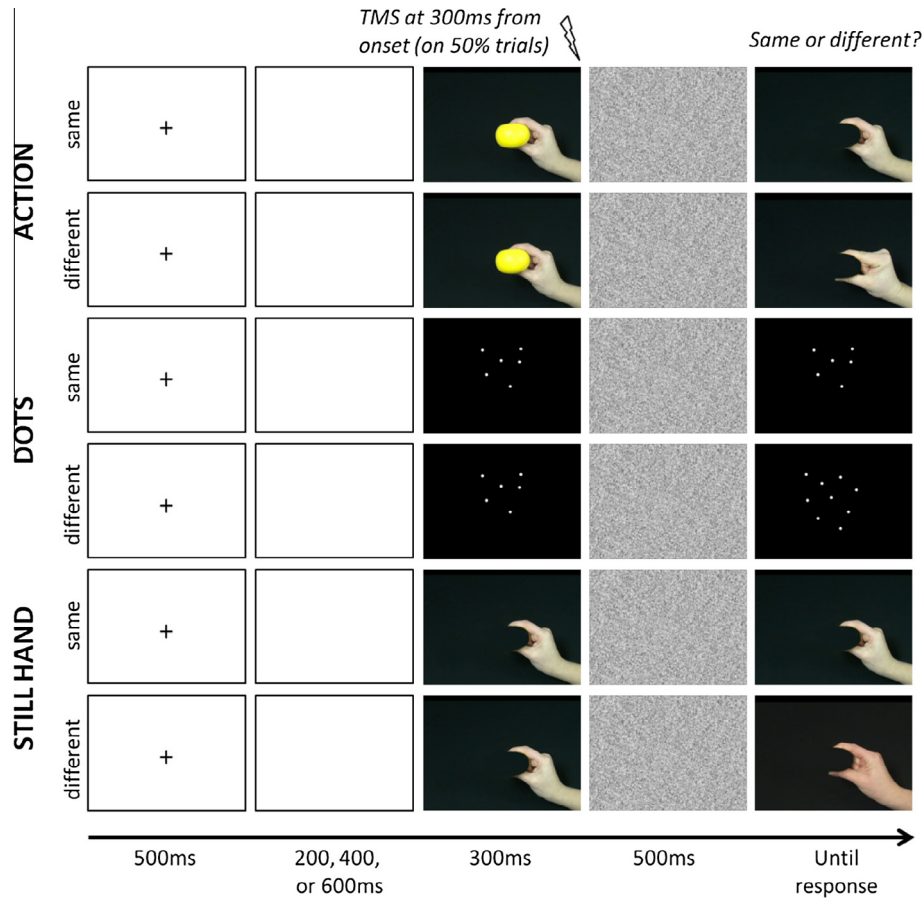 TMS at 300ms from
onset (on 50% trials)
Same or different?
ACTION
same
different
DOTS
same
different
STILL HAND
same
different
500ms
200, 400,
or 600ms
300ms
500ms
Until
response